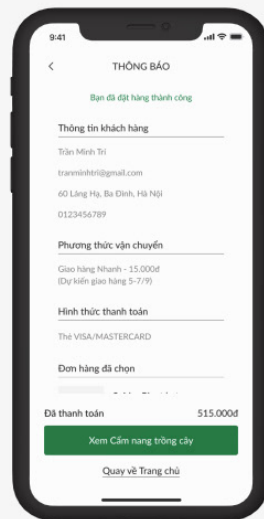 9:41
THÔNG BÁO
Bạn đã đặt hàng thành công
Thông tin khách hàng
Trần Minh Trí
tranminhtri@gmail.com
60 Láng Hạ, Ba Đình, Hà Nội
0123456789
Phương thức vận chuyển
Giao hàng Nhanh - 15.000đ
(Dự kiến giao hàng 5-7/9)
Hình thức thanh toán
Thẻ VISA/MASTERCARD
Đơn hàng đã chọn
Đã thanh toán 515.000đ
Xem Cẩm nang trồng cây
Quay về Trang chủ